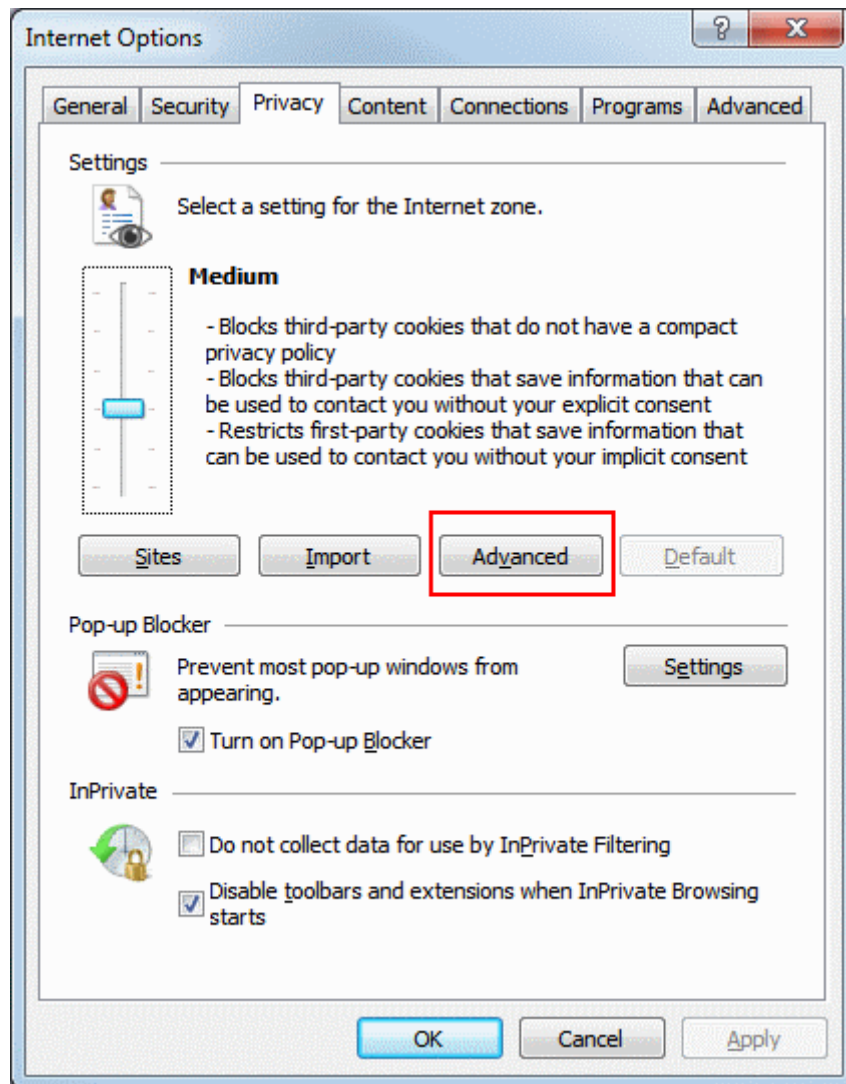 Internet Options
General Security Privacy Content Connections Programs Advanced
Settings
Select a setting for the Internet zone.
Medium
- Blocks third-party cookies that do not have a compact
privacy policy
- Blocks third-party cookies that save information that can
be used to contact you without your explicit consent
- Restricts first-party cookies that save information that
can be used to contact you without your implicit consent
Sites Import Advanced Default
Pop-up Blocker
Prevent most pop-up windows from
appearing.
Settings
Turn on Pop-up Blocker
InPrivate
Do not collect data for use by InPrivate Filtering
Disable toolbars and extensions when InPrivate Browsing
starts
OK Cancel Apply